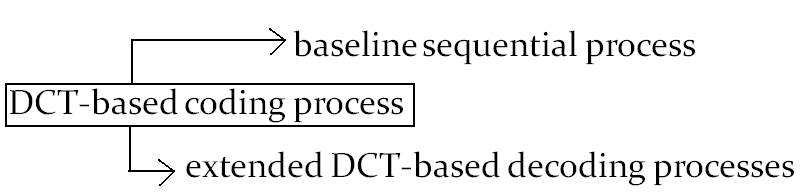 baseline sequential process
DCT-based coding process
extended DCT-based decoding processes